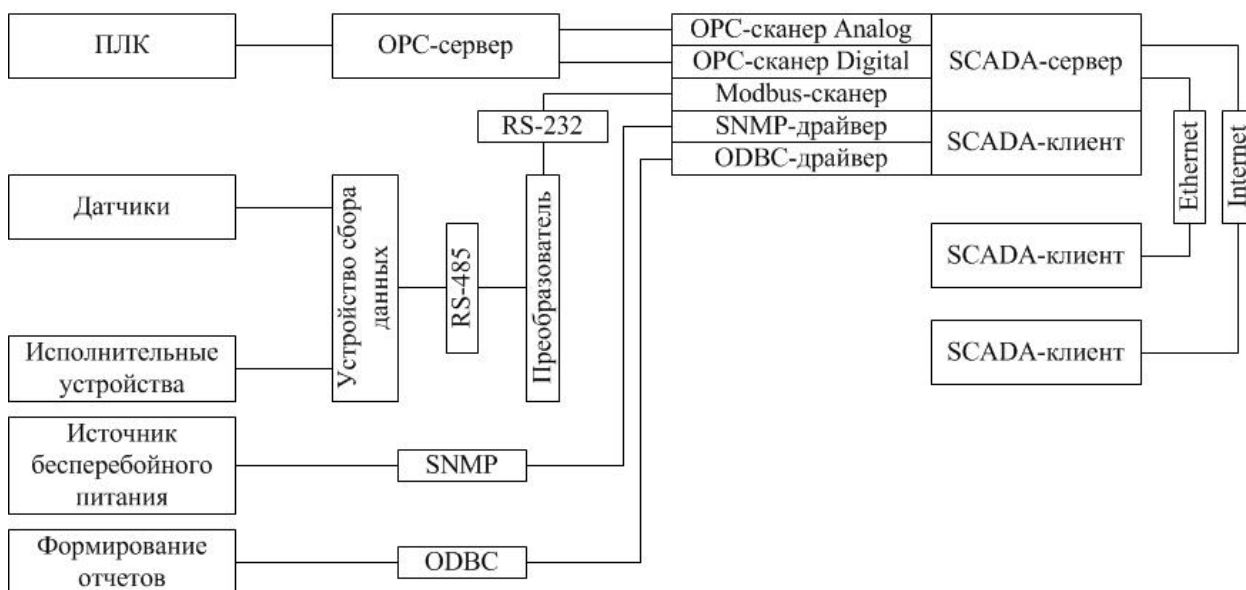 ПЛК
OPC-сервер
OPC-сканер Analog
OPC-сканер Digital
Modbus-сканер
SNMP-драйвер
ODBC-драйвер
SCADA-сервер
SCADA-клиент
RS-232
Датчики
Устройство сбора
данных
RS-485
Преобразователь
Ethernet
Internet
SCADA-клиент
SCADA-клиент
Исполнительные
устройства
Источник
бесперебойного
питания
SNMP
Формирование
отчетов
ODBC